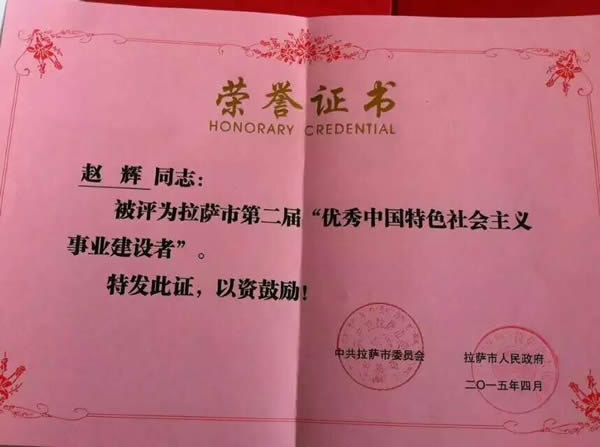 荣誉证书
HONORARY CREDENTIAL
赵 辉 同志：
被评为拉萨市第二届“优秀中国特色社会主义
事业建设者”。
特发此证，以资鼓励！
中共拉萨市委员会 拉萨市人民政府
二〇一五年四月